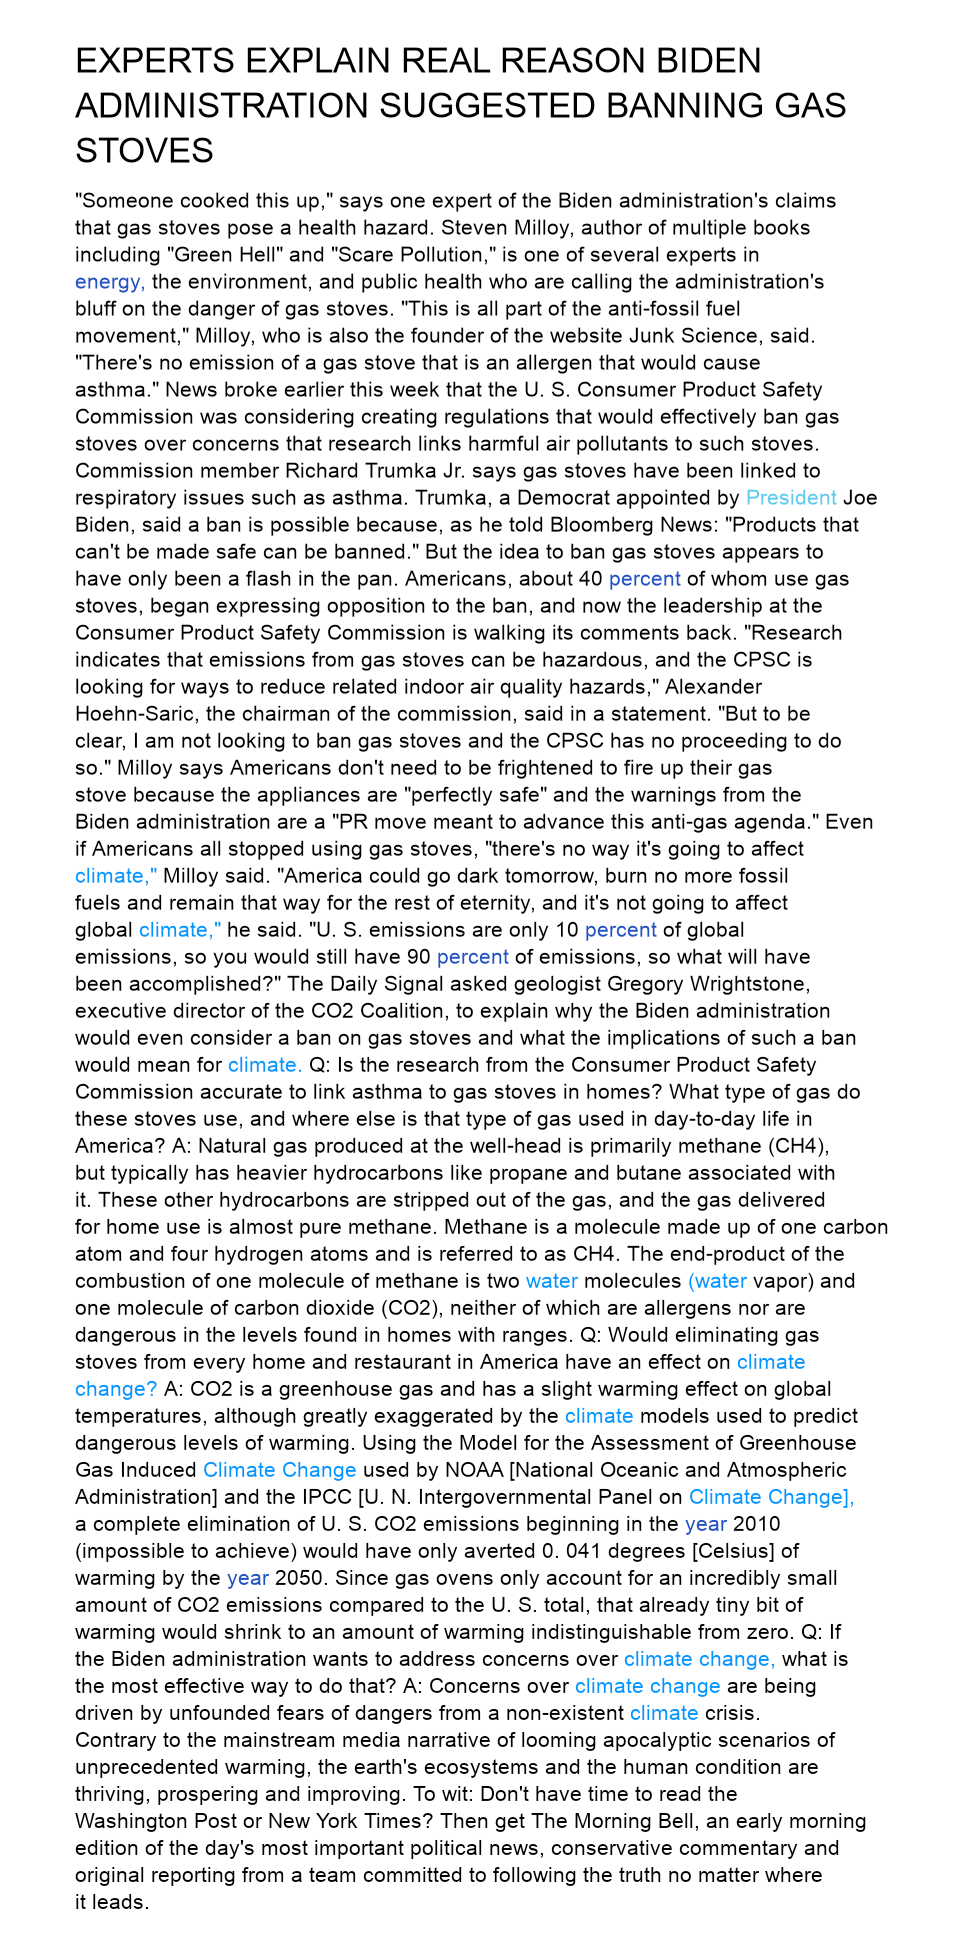 EXPERTS EXPLAIN REAL REASON BIDEN
ADMINISTRATION SUGGESTED BANNING GAS
STOVES
"Someone cooked this up," says one expert of the Biden administration's claims
that gas stoves pose a health hazard. Steven Milloy, author of multiple books
including "Green Hell" and "Scare Pollution," is one of several experts in
energy, the environment, and public health who are calling the administration's
bluff on the danger of gas stoves. "This is all part of the anti-fossil fuel
movement," Milloy, who is also the founder of the website Junk Science, said.
"There's no emission of a gas stove that is an allergen that would cause
asthma." News broke earlier this week that the U. S. Consumer Product Safety
Commission was considering creating regulations that would effectively ban gas
stoves over concerns that research links harmful air pollutants to such stoves.
Commission member Richard Trumka Jr. says gas stoves have been linked to
respiratory issues such as asthma. Trumka, a Democrat appointed by President Joe
Biden, said a ban is possible because, as he told Bloomberg News: "Products that
can't be made safe can be banned." But the idea to ban gas stoves appears to
have only been a flash in the pan. Americans, about 40 percent of whom use gas
stoves, began expressing opposition to the ban, and now the leadership at the
Consumer Product Safety Commission is walking its comments back. "Research
indicates that emissions from gas stoves can be hazardous, and the CPSC is
looking for ways to reduce related indoor air quality hazards," Alexander
Hoehn-Saric, the chairman of the commission, said in a statement. "But to be
clear, I am not looking to ban gas stoves and the CPSC has no proceeding to do
so." Milloy says Americans don't need to be frightened to fire up their gas
stove because the appliances are "perfectly safe" and the warnings from the
Biden administration are a "PR move meant to advance this anti-gas agenda." Even
if Americans all stopped using gas stoves, "there's no way it's going to affect
climate," Milloy said. "America could go dark tomorrow, burn no more fossil
fuels and remain that way for the rest of eternity, and it's not going to affect
global climate," he said. "U. S. emissions are only 10 percent of global
emissions, so you would still have 90 percent of emissions, so what will have
been accomplished?" The Daily Signal asked geologist Gregory Wrightstone,
executive director of the CO2 Coalition, to explain why the Biden administration
would even consider a ban on gas stoves and what the implications of such a ban
would mean for climate. Q: Is the research from the Consumer Product Safety
Commission accurate to link asthma to gas stoves in homes? What type of gas do
these stoves use, and where else is that type of gas used in day-to-day life in
America? A: Natural gas produced at the well-head is primarily methane (CH4),
but typically has heavier hydrocarbons like propane and butane associated with
it. These other hydrocarbons are stripped out of the gas, and the gas delivered
for home use is almost pure methane. Methane is a molecule made up of one carbon
atom and four hydrogen atoms and is referred to as CH4. The end-product of the
combustion of one molecule of methane is two water molecules (water vapor) and
one molecule of carbon dioxide (CO2), neither of which are allergens nor are
dangerous in the levels found in homes with ranges. Q: Would eliminating gas
stoves from every home and restaurant in America have an effect on climate
change? A: CO2 is a greenhouse gas and has a slight warming effect on global
temperatures, although greatly exaggerated by the climate models used to predict
dangerous levels of warming. Using the Model for the Assessment of Greenhouse
Gas Induced Climate Change used by NOAA [National Oceanic and Atmospheric
Administration] and the IPCC [U. N. Intergovernmental Panel on Climate Change],
a complete elimination of U. S. CO2 emissions beginning in the year 2010
(impossible to achieve) would have only averted 0. 041 degrees [Celsius] of
warming by the year 2050. Since gas ovens only account for an incredibly small
amount of CO2 emissions compared to the U. S. total, that already tiny bit of
warming would shrink to an amount of warming indistinguishable from zero. Q: If
the Biden administration wants to address concerns over climate change, what is
the most effective way to do that? A: Concerns over climate change are being
driven by unfounded fears of dangers from a non-existent climate crisis.
Contrary to the mainstream media narrative of looming apocalyptic scenarios of
unprecedented warming, the earth's ecosystems and the human condition are
thriving, prospering and improving. To wit: Don't have time to read the
Washington Post or New York Times? Then get The Morning Bell, an early morning
edition of the day's most important political news, conservative commentary and
original reporting from a team committed to following the truth no matter where
it leads.